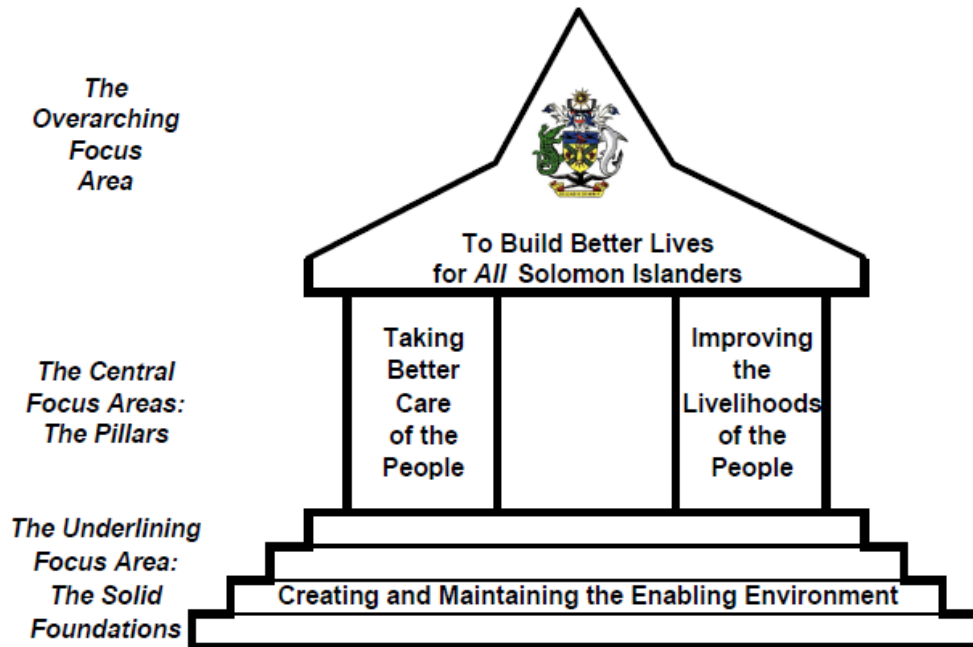 The
Overarching
Focus
Area
To Build Better Lives
for All Solomon Islanders
The Central
Focus Areas:
The Pillars
Taking
Better
Care
of the
People
Improving
the
Livelihoods
of the
People
The Underlining
Focus Area:
The Solid
Foundations
Creating and Maintaining the Enabling Environment